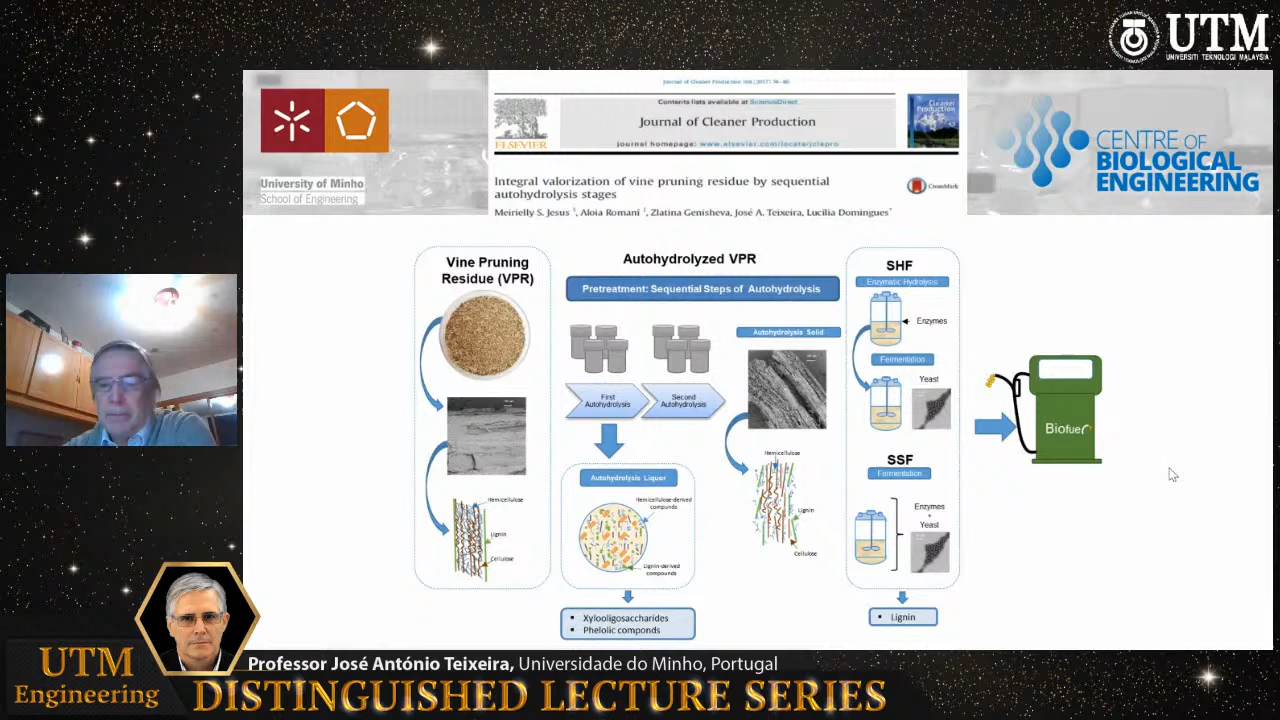 UTM
UNIVERSITI TEKNOLOGI MALAYSIA
Contents lists available at ScienceDirect
Journal of Cleaner Production
journal homepage: www.elsevier.com/locate/jclepro
ELSEVIER
Cleaner
Production
Integral valorization of vine pruning residue by sequential
autohydrolysis stages
CrossMark
Meirielly S. Jesus, Aloia Romaní, Zlatina Genisheva, José A. Teixeira, Lucília Domingues*
University of Minho
School of Engineering
CENTRE OF
BIOLOGICAL
ENGINEERING
Vine Pruning
Residue (VPR)
Hemicellulose
Lignin
Cellulose
Autohydrolyzed VPR
Pretreatment: Sequential Steps of Autohydrolysis
First
Autohydrolysis
Second
Autohydrolysis
Autohydrolysis Solid
Hemicellulose
Lignin
Cellulose
Autohydrolysis Liquor
Hemicellulose-derived
compunds
Lignin-derived
compounds
▪ Xylooligosaccharides
▪ Phelolic componds
SHF
Enzymatic Hydrolysis
Enzymes
Fermentation
Yeast
SSF
Fermentation
Enzymes
+
Yeast
▪ Lignin
Biofuel
UTM
Engineering
Professor José António Teixeira, Universidade do Minho, Portugal
DISTINGUISHED LECTURE SERIES